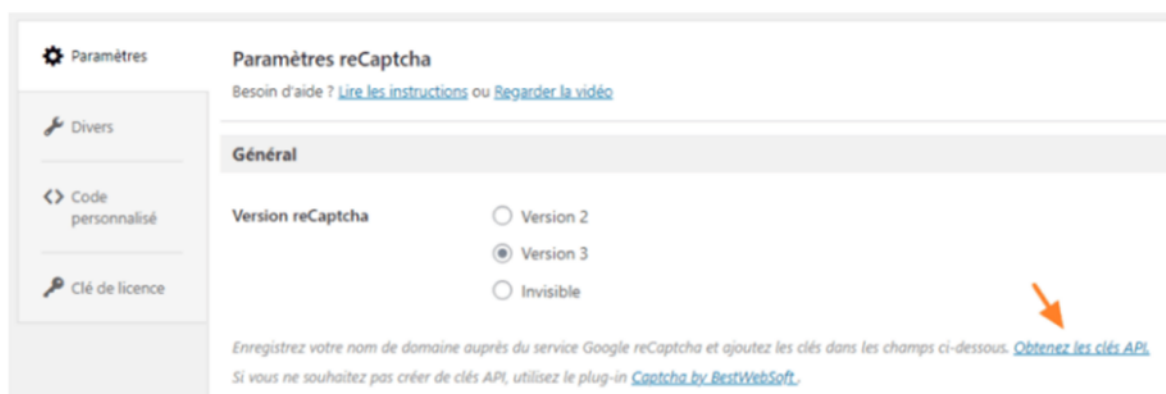 Paramètres
Divers
Code
personnalisé
Clé de licence
Paramètres reCaptcha
Besoin d'aide ? Lire les instructions ou Regarder la vidéo
Général
Version reCaptcha
Version 2
Version 3
Invisible
Enregistrez votre nom de domaine auprès du service Google reCaptcha et ajoutez les clés dans les champs ci-dessous. Obtenez les clés API.
Si vous ne souhaitez pas créer de clés API, utilisez le plug-in Captcha by BestWebSoft .